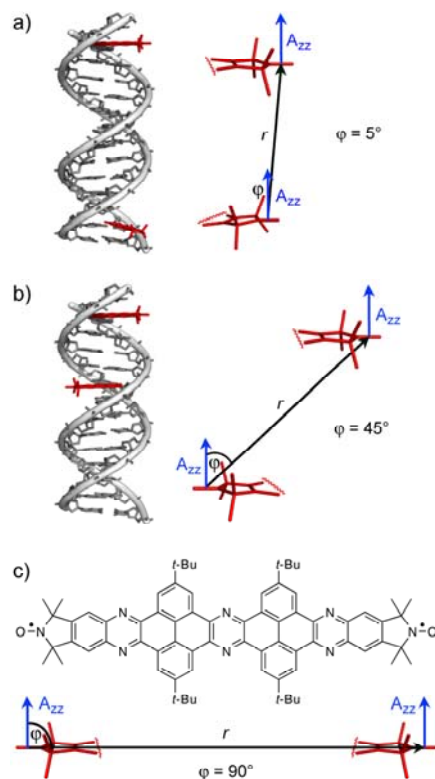 a)
A_zz
r
φ = 5°
φ
A_zz
b)
A_zz
r
φ = 45°
A_zz
φ
c)
t-Bu t-Bu
N N N
O N N O
N N N
t-Bu t-Bu
A_zz A_zz
φ r
φ = 90°